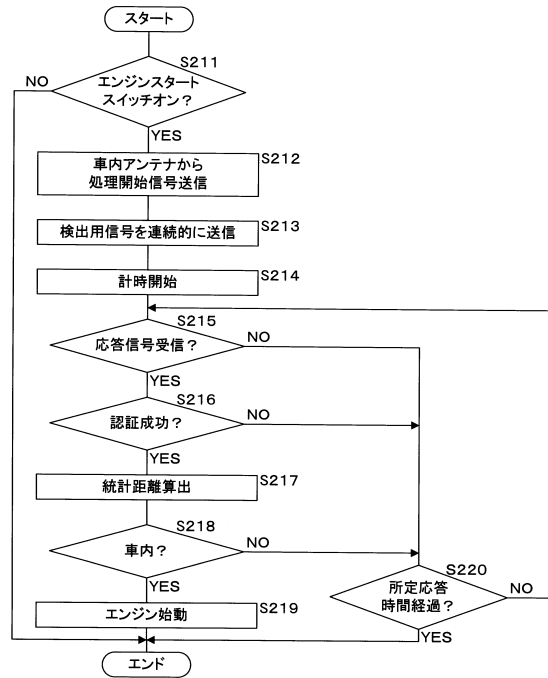 スタート
S211
NO
エンジンスタート
スイッチオン？
YES
車内アンテナから
処理開始信号送信
S212
検出用信号を連続的に送信
S213
計時開始
S214
S215
応答信号受信？
NO
YES
S216
認証成功？
NO
YES
統計距離算出
S217
S218
車内？
NO
YES
S220
所定応答
時間経過？
NO
YES
エンジン始動
S219
エンド